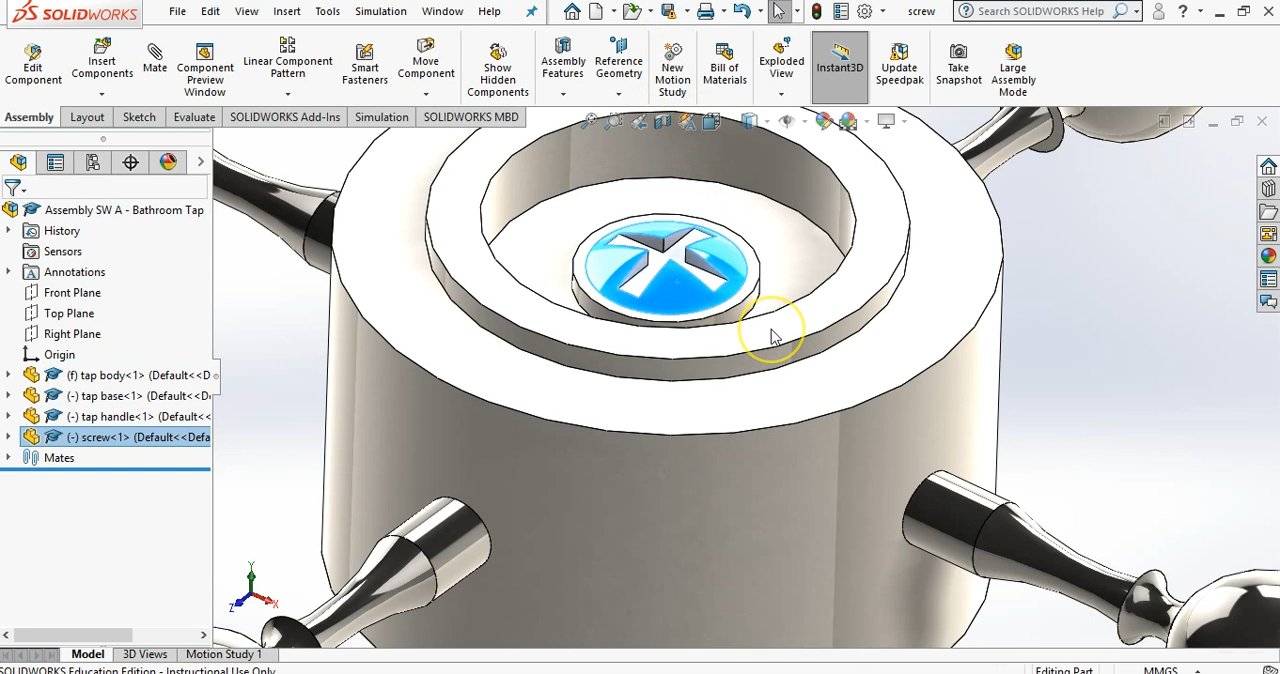 SOLIDWORKS File Edit View Insert Tools Simulation Window Help screw Search SOLIDWORKS Help
Edit Component
Insert Components
Mate
Component Preview Window
Linear Component Pattern
Smart Fasteners
Move Component
Show Hidden Components
Assembly Features
Reference Geometry
New Motion Study
Bill of Materials
Exploded View
Instant3D
Update Speedpak
Take Snapshot
Large Assembly Mode
Assembly Layout Sketch Evaluate SOLIDWORKS Add-Ins Simulation SOLIDWORKS MBD
Assembly SW A - Bathroom Tap
History
Sensors
Annotations
Front Plane
Top Plane
Right Plane
Origin
(f) tap body<1> (Default<<D
(-) tap base<1> (Default<<D
(-) tap handle<1> (Default<<
(-) screw<1> (Default<<Defa
Mates
Y
Z X
Model 3D Views Motion Study 1
SOLIDWORKS Education Edition - Instructional Use Only Editing Part MMGS